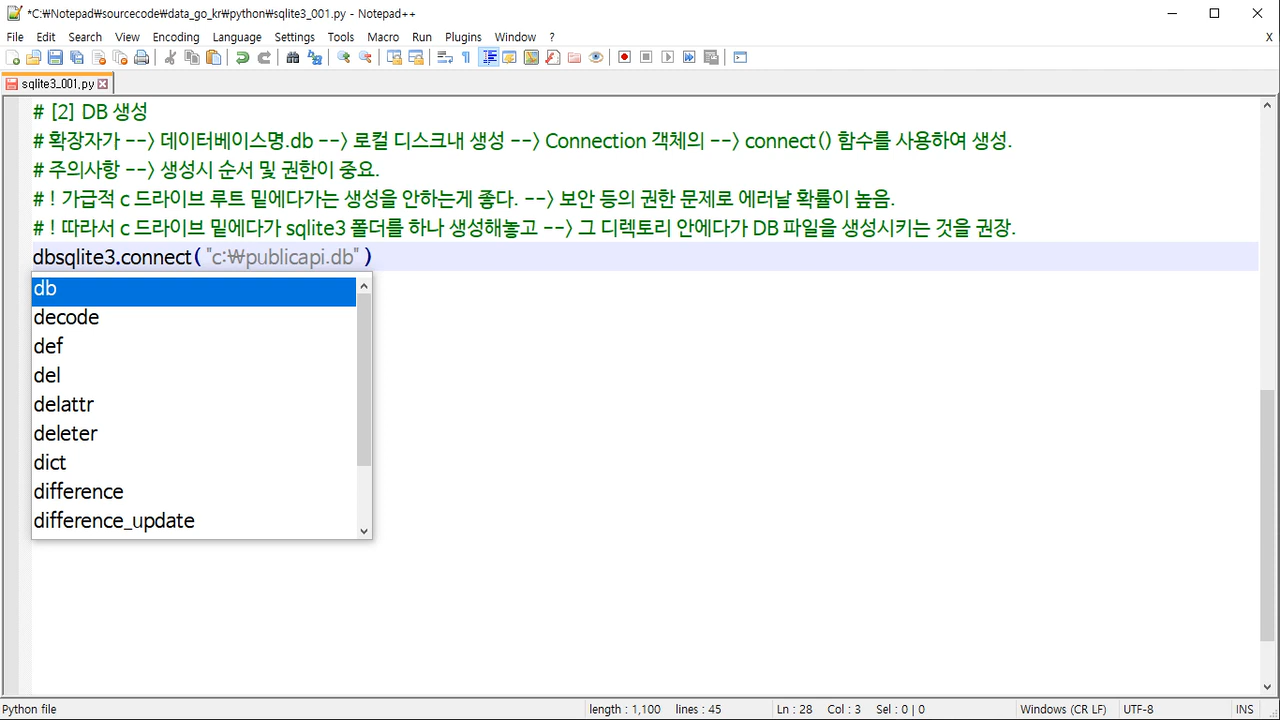 *C:₩Notepad₩sourcecode₩data_go_kr₩python₩sqlite3_001.py - Notepad++
File Edit Search View Encoding Language Settings Tools Macro Run Plugins Window ? X
sqlite3_001.py
# [2] DB 생성
# 확장자가 --> 데이터베이스명.db --> 로컬 디스크내 생성 --> Connection 객체의 --> connect() 함수를 사용하여 생성.
# 주의사항 --> 생성시 순서 및 권한이 중요.
# ! 가급적 c 드라이브 루트 밑에다가는 생성을 안하는게 좋다. --> 보안 등의 권한 문제로 에러날 확률이 높음.
# ! 따라서 c 드라이브 밑에다가 sqlite3 폴더를 하나 생성해놓고 --> 그 디렉토리 안에다가 DB 파일을 생성시키는 것을 권장.
dbsqlite3.connect("c:₩publicapi.db")
db
decode
def
del
delattr
deleter
dict
difference
difference_update
Python file length : 1,100 lines : 45 Ln : 28 Col : 3 Sel : 0 | 0 Windows (CR LF) UTF-8 INS